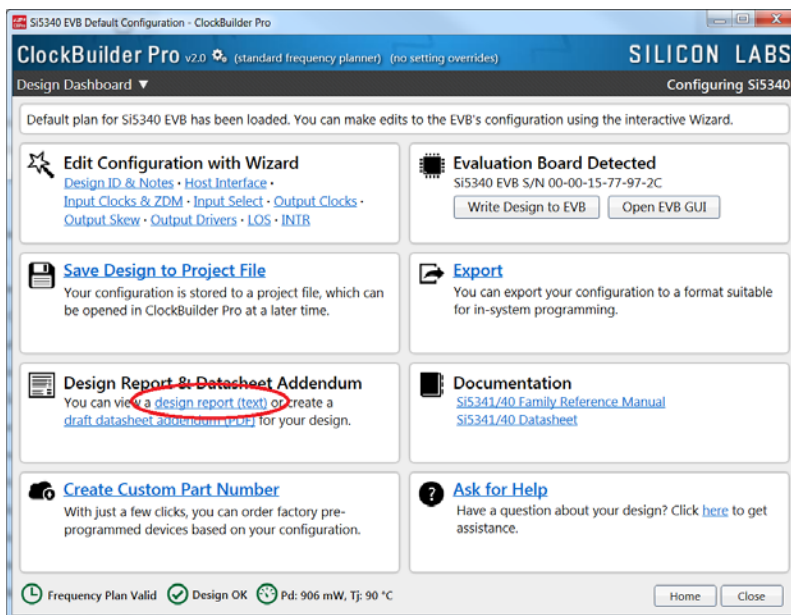 Si5340 EVB Default Configuration - ClockBuilder Pro
ClockBuilder Pro v2.0 (standard frequency planner) (no setting overrides) SILICON LABS
Design Dashboard ▼ Configuring Si5340
Default plan for Si5340 EVB has been loaded. You can make edits to the EVB's configuration using the interactive Wizard.
Edit Configuration with Wizard
Design ID & Notes · Host Interface ·
Input Clocks & ZDM · Input Select · Output Clocks ·
Output Skew · Output Drivers · LOS · INTR
Evaluation Board Detected
Si5340 EVB S/N 00-00-15-77-97-2C
Write Design to EVB Open EVB GUI
Save Design to Project File
Your configuration is stored to a project file, which can
be opened in ClockBuilder Pro at a later time.
Export
You can export your configuration to a format suitable
for in-system programming.
Design Report & Datasheet Addendum
You can view a design report (text) or create a
draft datasheet addendum (PDF) for your design.
Documentation
Si5341/40 Family Reference Manual
Si5341/40 Datasheet
Create Custom Part Number
With just a few clicks, you can order factory pre-
programmed devices based on your configuration.
Ask for Help
Have a question about your design? Click here to get
assistance.
Frequency Plan Valid Design OK Pd: 906 mW, Tj: 90 °C Home Close